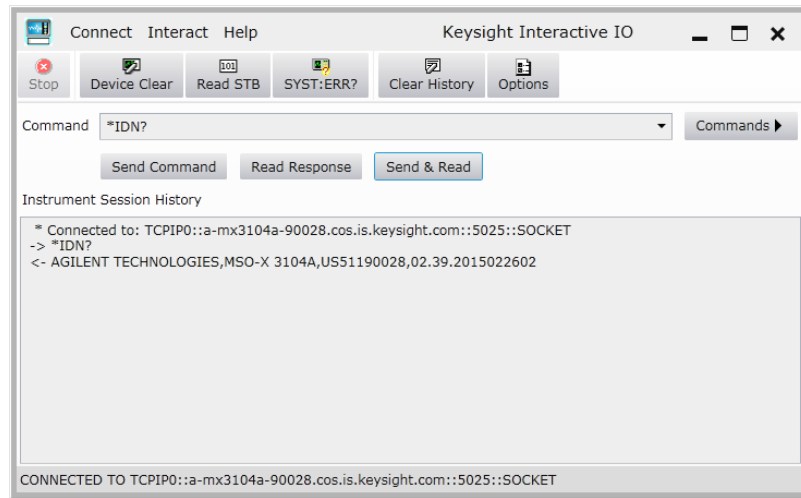 Connect Interact Help Keysight Interactive IO
Stop Device Clear Read STB SYST:ERR? Clear History Options
Command *IDN? Commands
Send Command Read Response Send & Read
Instrument Session History
* Connected to: TCPIP0::a-mx3104a-90028.cos.is.keysight.com::5025::SOCKET
-> *IDN?
<- AGILENT TECHNOLOGIES,MSO-X 3104A,US51190028,02.39.2015022602
CONNECTED TO TCPIP0::a-mx3104a-90028.cos.is.keysight.com::5025::SOCKET